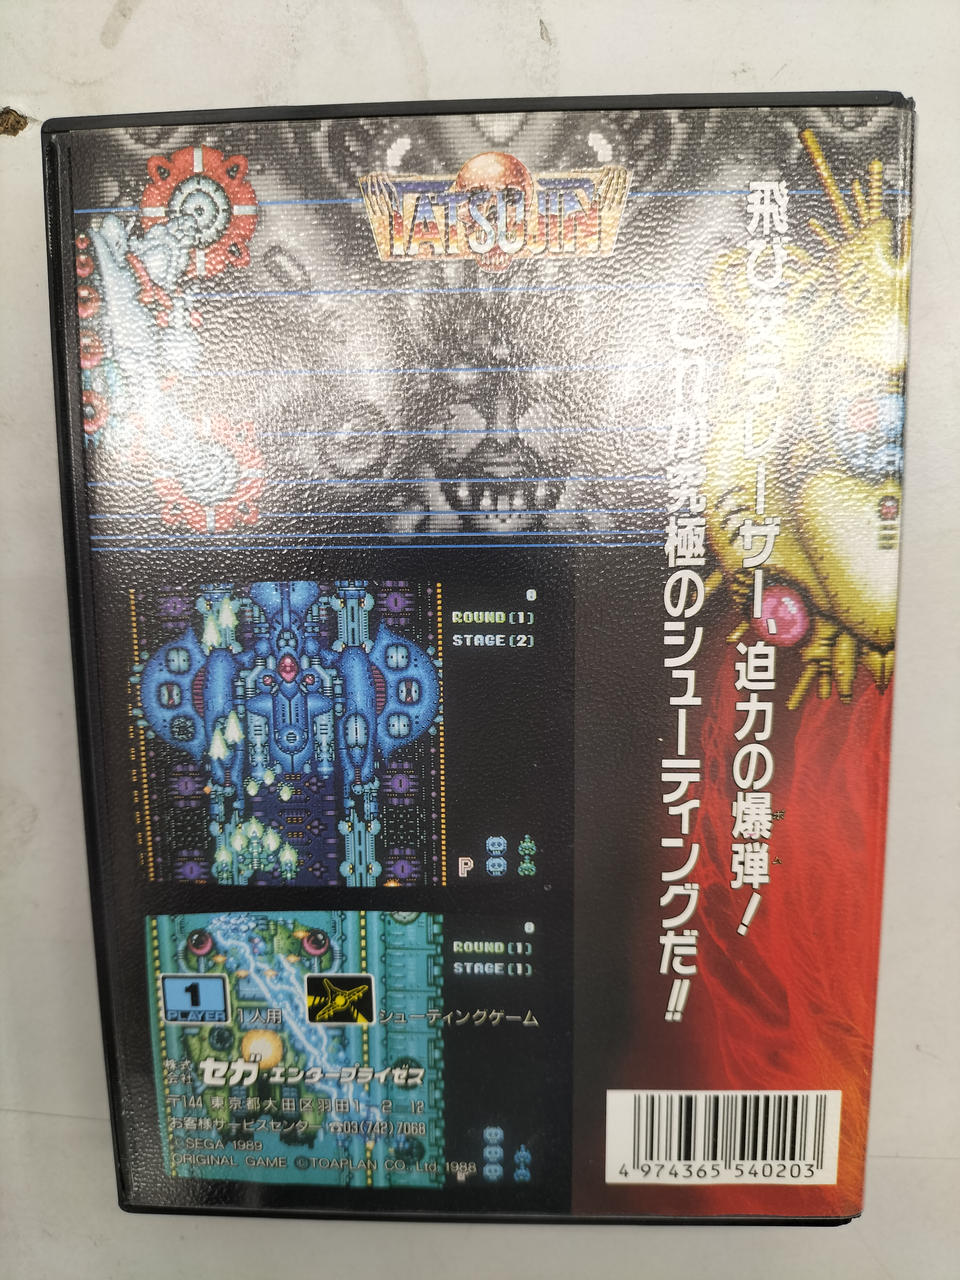 TATSUJIN
飛び交うレーザー、迫力の爆弾!
ボム
これが究極のシューティングだ!!
0
ROUND(1)
STAGE(2)
P
0
ROUND(1)
STAGE(1)
1
PLAYER
1人用
シューティングゲーム
株式会社 セガ・エンタープライゼス
〒144 東京都大田区羽田1-2-12
お客様サービスセンター ☎03(742)7068
©SEGA 1989
ORIGINAL GAME ©TOAPLAN CO., Ltd. 1988
4 974365 540203